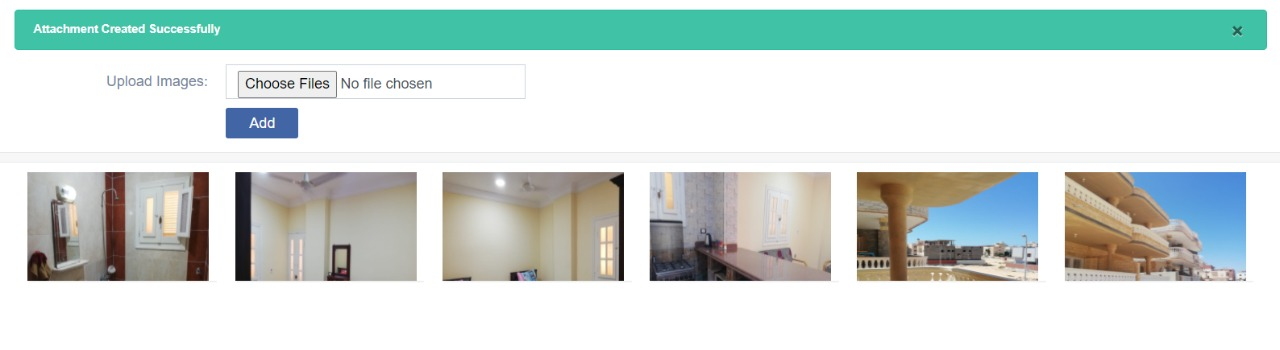 Attachment Created Successfully
×
Upload Images:
Choose Files No file chosen
Add